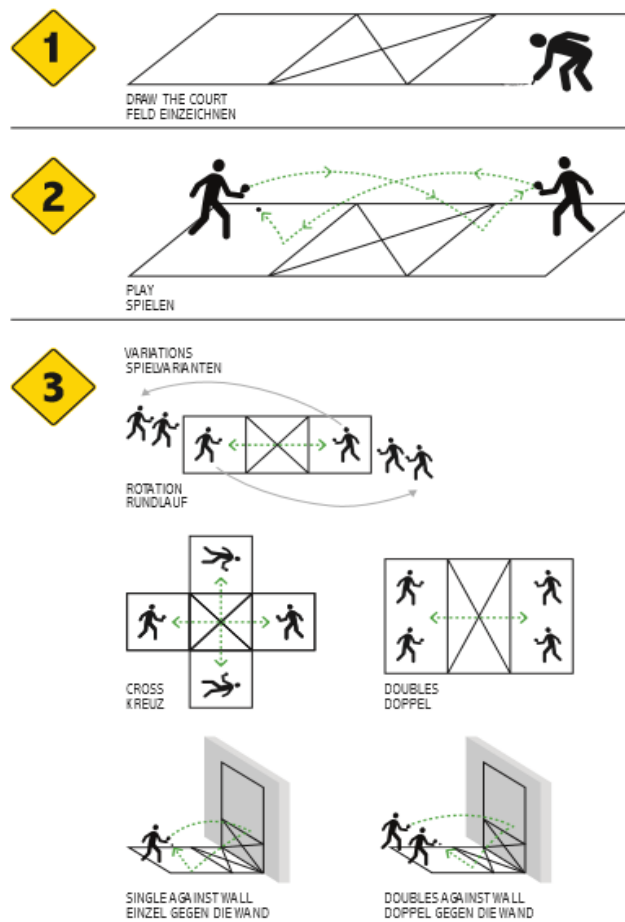 1
DRAW THE COURT
FELD EINZEICHNEN
2
PLAY
SPIELEN
3
VARIATIONS
SPIELVARIANTEN
ROTATION
RUNDLAUF
CROSS
KREUZ
DOUBLES
DOPPEL
SINGLE AGAINST WALL
EINZEL GEGEN DIE WAND
DOUBLES AGAINST WALL
DOPPEL GEGEN DIE WAND